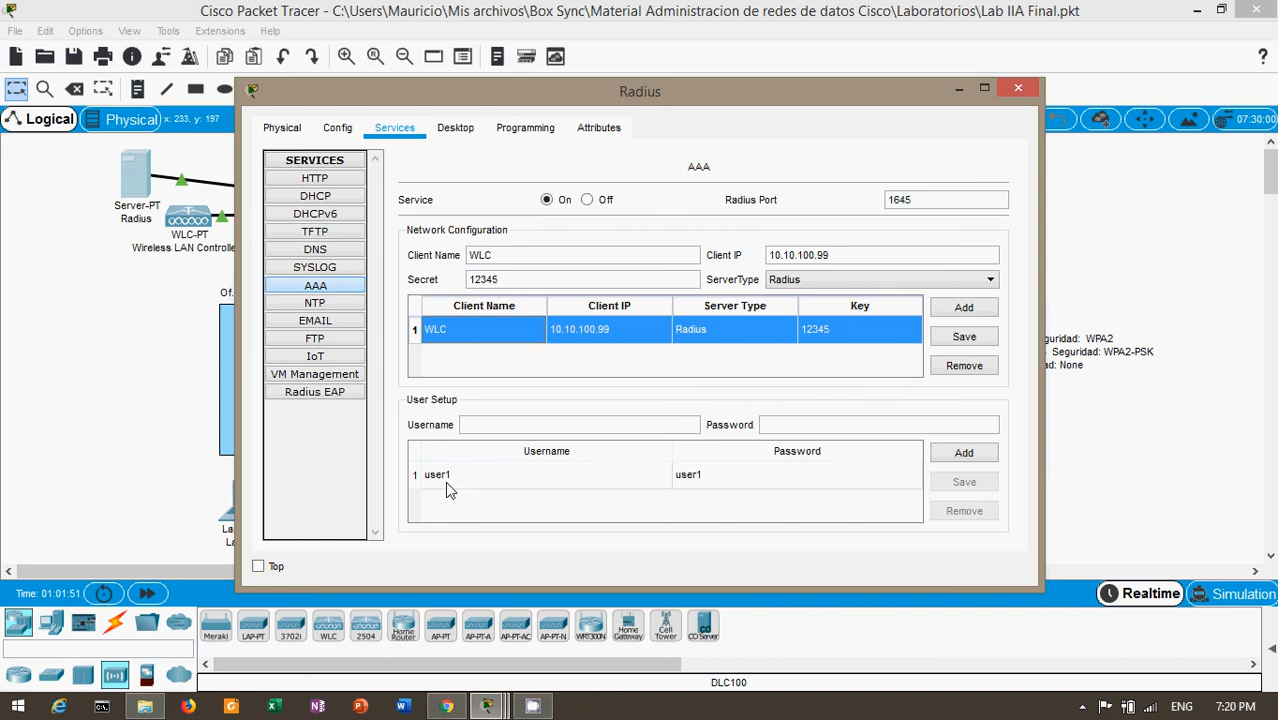 Cisco Packet Tracer - C:\Users\Mauricio\Mis archivos\Box Sync\Material Administracion de redes de datos Cisco\Laboratorios\Lab IIA Final.pkt
File Edit Options View Tools Extensions Help
Radius
Logical Physical x: 233, y: 197
07:30:00
Physical Config Services Desktop Programming Attributes
SERVICES
HTTP
DHCP
DHCPv6
TFTP
DNS
SYSLOG
AAA
NTP
EMAIL
FTP
IoT
VM Management
Radius EAP
AAA
Service On Off Radius Port 1645
Network Configuration
Client Name WLC Client IP 10.10.100.99
Secret 12345 ServerType Radius
Client Name Client IP Server Type Key
1 WLC 10.10.100.99 Radius 12345
Add
Save
Remove
User Setup
Username Password
Username Password
1 user1 user1
Add
Save
Remove
Top
Server-PT
Radius
WLC-PT
Wireless LAN Controlle
Of.
La
L
guridad: WPA2
Seguridad: WPA2-PSK
ad: None
Time: 01:01:51
Realtime Simulation
Meraki LAP-PT 3702i WLC 2504 Home Router AP-PT AP-PT-A AP-PT-AC AP-PT-N WRT300N Home Gateway Cell Tower CO Server
DLC100
ENG 7:20 PM